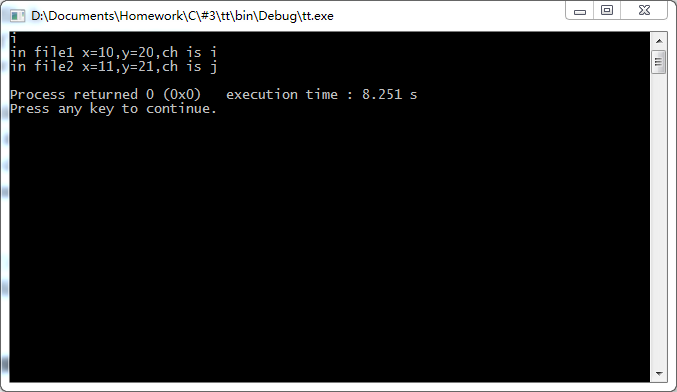 D:\Documents\Homework\C\#3\tt\bin\Debug\tt.exe
i
in file1 x=10,y=20,ch is i
in file2 x=11,y=21,ch is j
Process returned 0 (0x0)   execution time : 8.251 s
Press any key to continue.